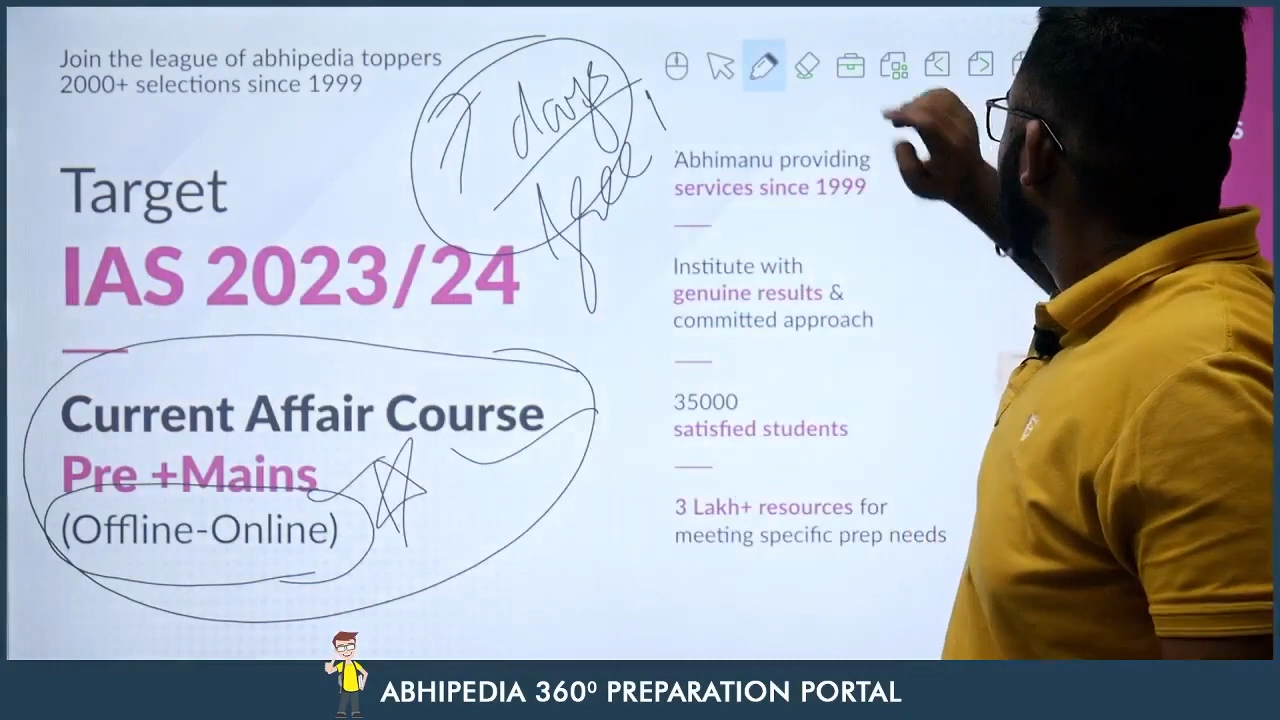 Join the league of abhipedia toppers
2000+ selections since 1999
7 days
free
Target
IAS 2023/24
Current Affair Course
Pre +Mains
(Offline-Online)
Abhimanu providing
services since 1999
Institute with
genuine results &
committed approach
35000
satisfied students
3 Lakh+ resources for
meeting specific prep needs
s
ABHIPEDIA 360⁰ PREPARATION PORTAL